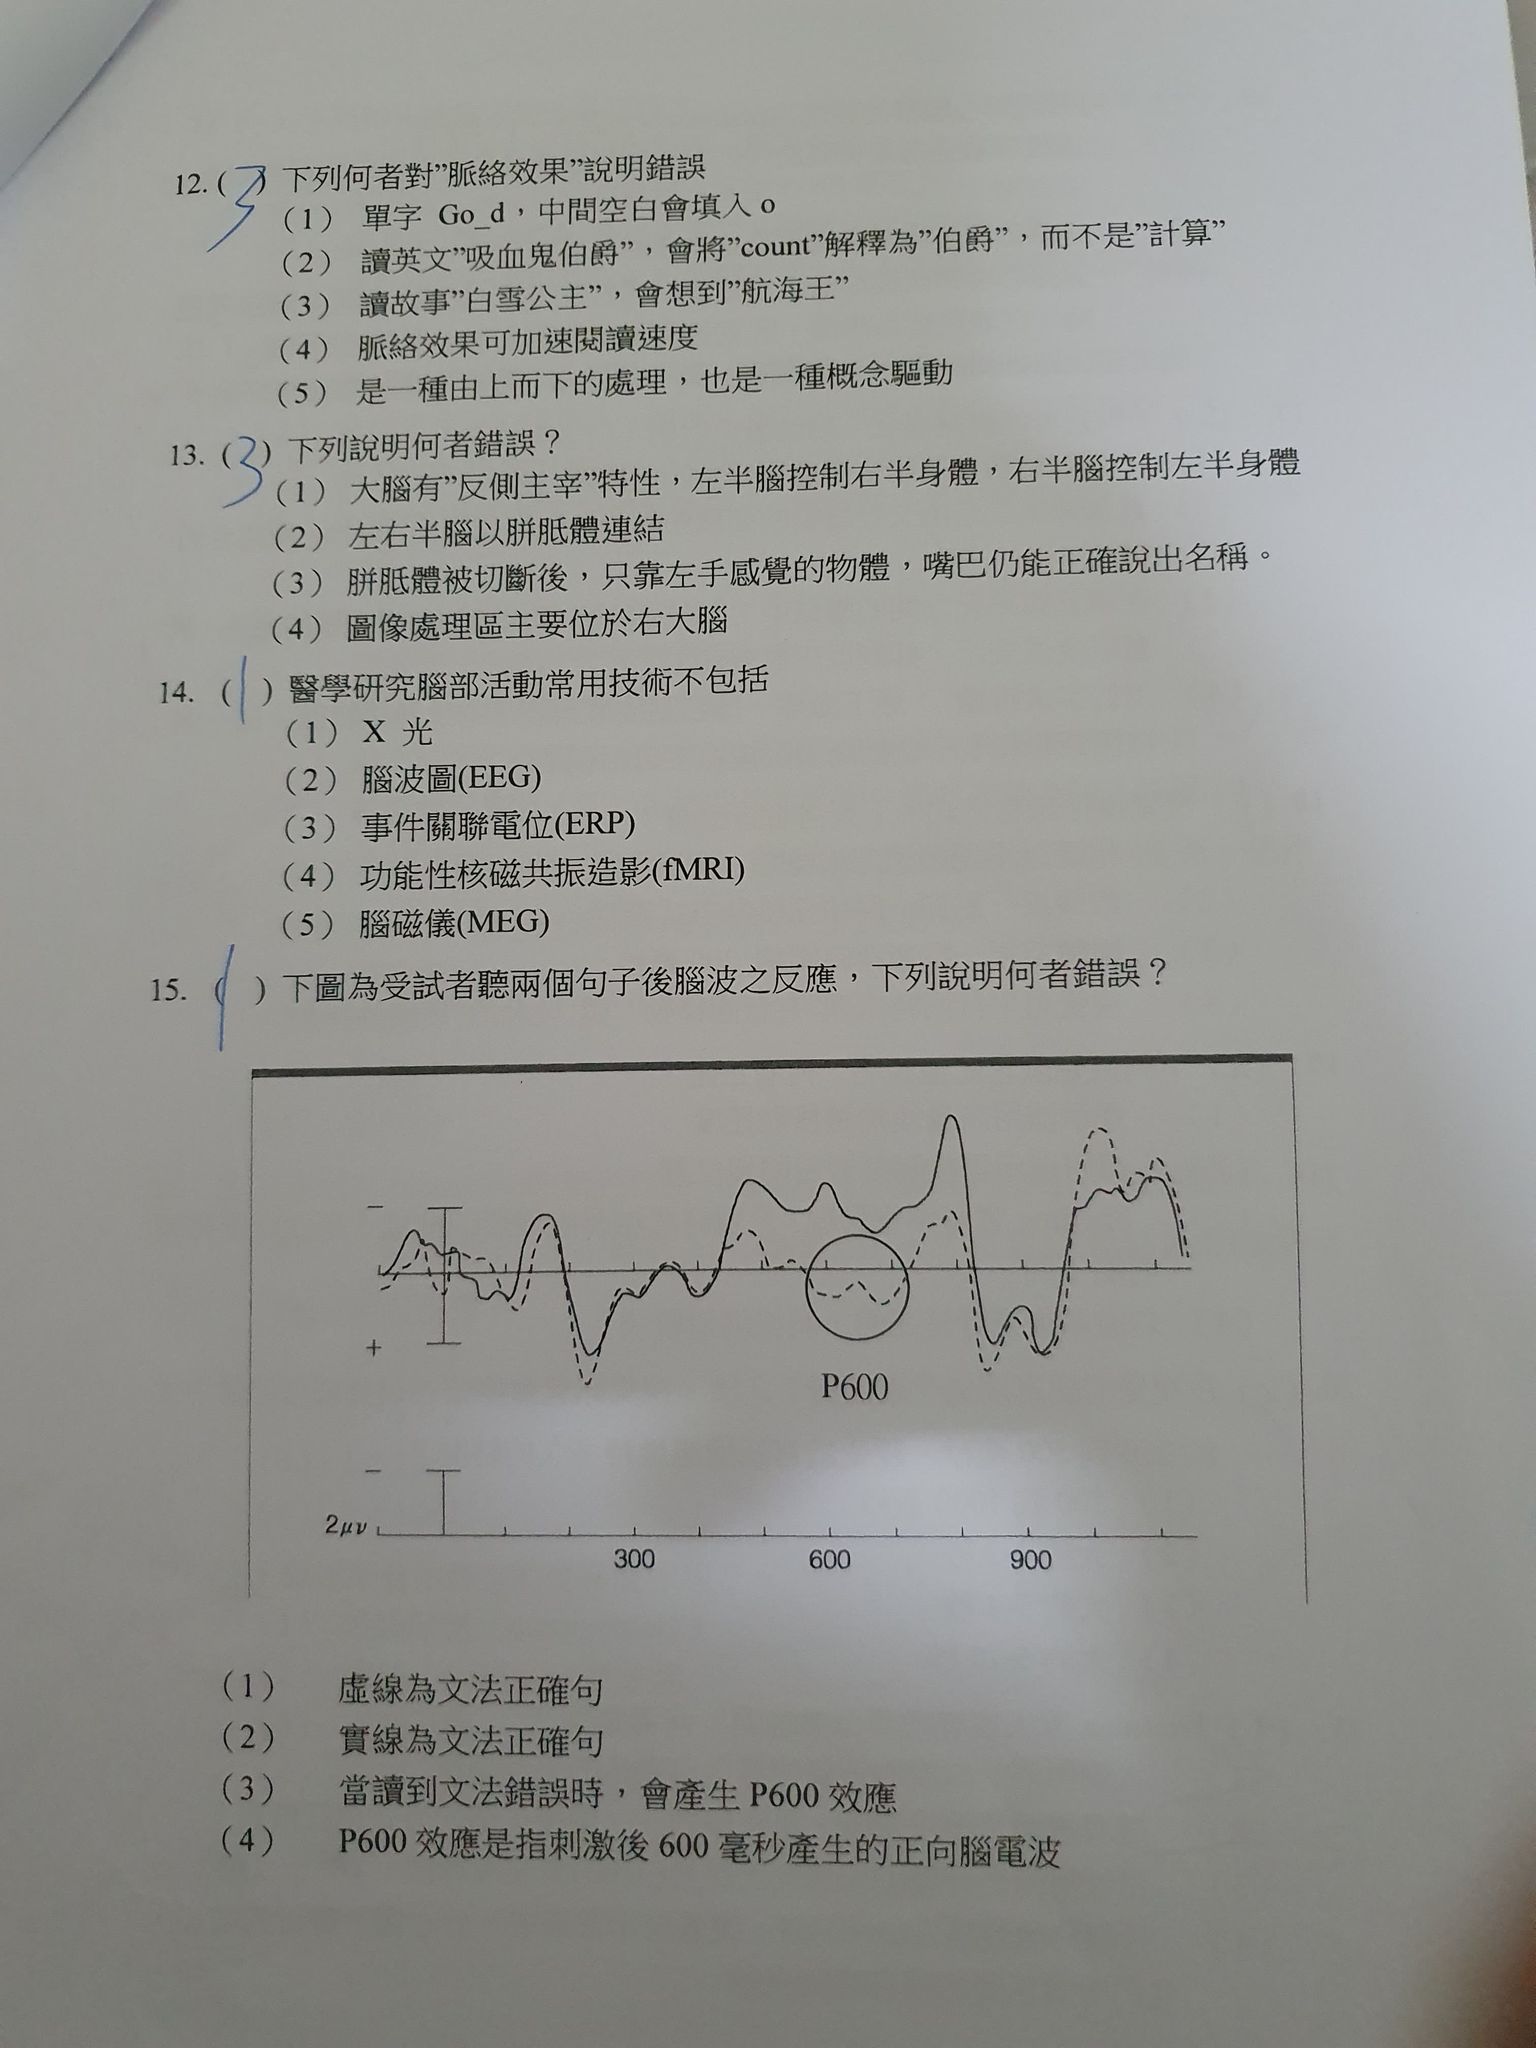 12. (3) 下列何者對”脈絡效果”說明錯誤
(1) 單字 Go_d，中間空白會填入 o
(2) 讀英文”吸血鬼伯爵”，會將”count”解釋為”伯爵”，而不是”計算”
(3) 讀故事”白雪公主”，會想到”航海王”
(4) 脈絡效果可加速閱讀速度
(5) 是一種由上而下的處理，也是一種概念驅動
13. (3) 下列說明何者錯誤？
(1) 大腦有”反側主宰”特性，左半腦控制右半身體，右半腦控制左半身體
(2) 左右半腦以胼胝體連結
(3) 胼胝體被切斷後，只靠左手感覺的物體，嘴巴仍能正確說出名稱。
(4) 圖像處理區主要位於右大腦
14. (1) 醫學研究腦部活動常用技術不包括
(1) X 光
(2) 腦波圖(EEG)
(3) 事件關聯電位(ERP)
(4) 功能性核磁共振造影(fMRI)
(5) 腦磁儀(MEG)
15. (1) 下圖為受試者聽兩個句子後腦波之反應，下列說明何者錯誤？
−
+
P600
−
2μν
300 600 900
(1) 虛線為文法正確句
(2) 實線為文法正確句
(3) 當讀到文法錯誤時，會產生 P600 效應
(4) P600 效應是指刺激後 600 毫秒產生的正向腦電波